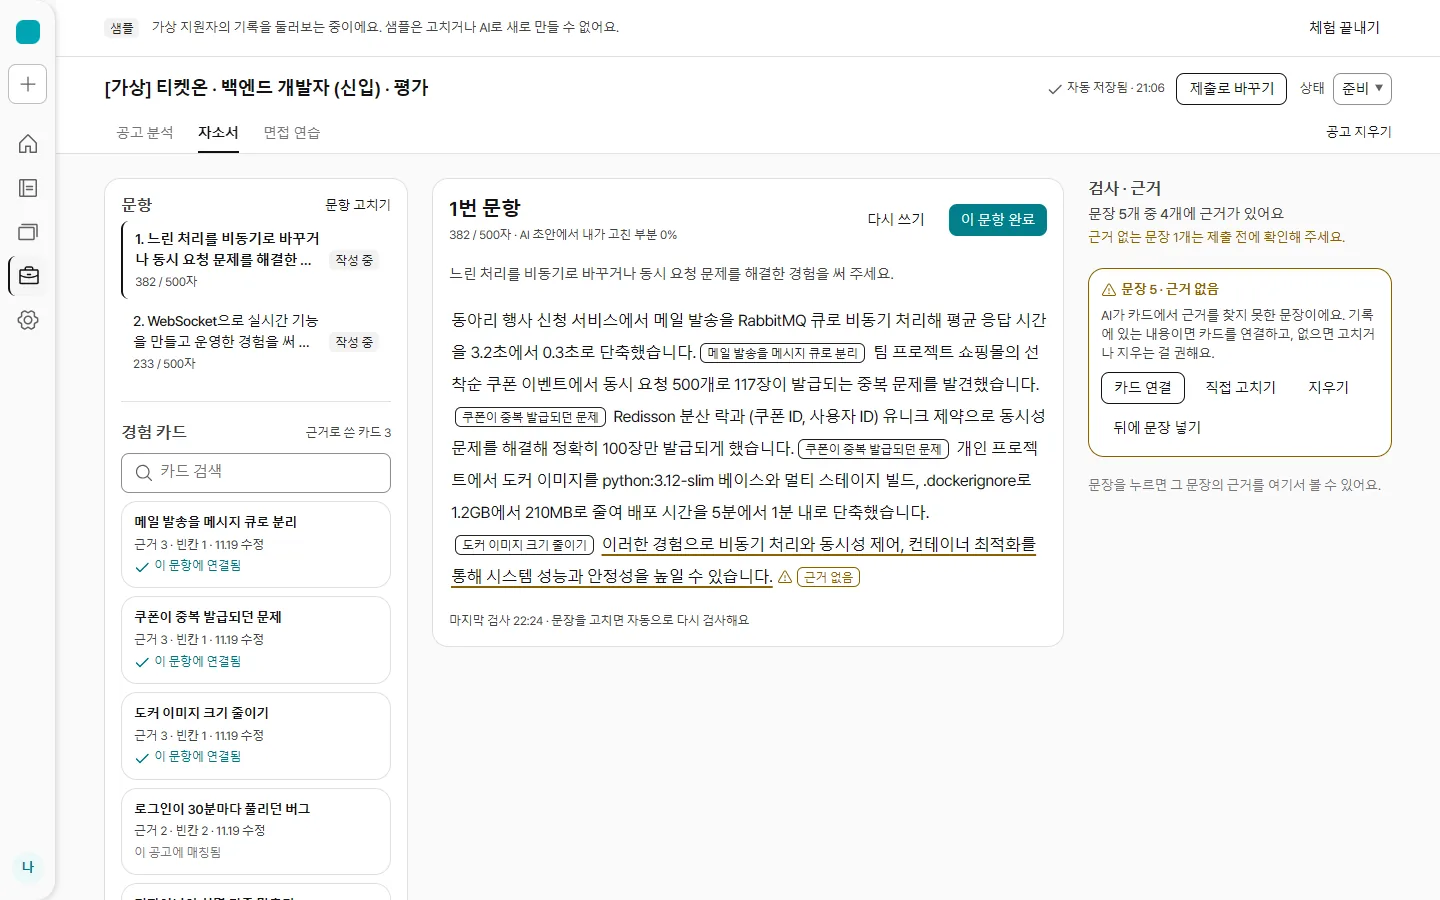 샘플 가상 지원자의 기록을 둘러보는 중이에요. 샘플은 고치거나 AI로 새로 만들 수 없어요. 체험 끝내기
[가상] 티켓온 · 백엔드 개발자 (신입) · 평가
자동 저장됨 · 21:06 제출로 바꾸기 상태 준비
공고 분석 자소서 면접 연습 공고 지우기
문항 문항 고치기
1. 느린 처리를 비동기로 바꾸거
나 동시 요청 문제를 해결한 ... 작성 중
382 / 500자
2. WebSocket으로 실시간 기능
을 만들고 운영한 경험을 써 ... 작성 중
233 / 500자
경험 카드 근거로 쓴 카드 3
카드 검색
메일 발송을 메시지 큐로 분리
근거 3 · 빈칸 1 · 11.19 수정
이 문항에 연결됨
쿠폰이 중복 발급되던 문제
근거 3 · 빈칸 1 · 11.19 수정
이 문항에 연결됨
도커 이미지 크기 줄이기
근거 3 · 빈칸 1 · 11.19 수정
이 문항에 연결됨
로그인이 30분마다 풀리던 버그
근거 2 · 빈칸 2 · 11.19 수정
이 공고에 매칭됨
나
1번 문항
382 / 500자 · AI 초안에서 내가 고친 부분 0%
다시 쓰기 이 문항 완료
느린 처리를 비동기로 바꾸거나 동시 요청 문제를 해결한 경험을 써 주세요.
동아리 행사 신청 서비스에서 메일 발송을 RabbitMQ 큐로 비동기 처리해 평균 응답 시간
을 3.2초에서 0.3초로 단축했습니다. 메일 발송을 메시지 큐로 분리 팀 프로젝트 쇼핑몰의 선
착순 쿠폰 이벤트에서 동시 요청 500개로 117장이 발급되는 중복 문제를 발견했습니다.
쿠폰이 중복 발급되던 문제 Redisson 분산 락과 (쿠폰 ID, 사용자 ID) 유니크 제약으로 동시성
문제를 해결해 정확히 100장만 발급되게 했습니다. 쿠폰이 중복 발급되던 문제 개인 프로젝
트에서 도커 이미지를 python:3.12-slim 베이스와 멀티 스테이지 빌드, .dockerignore로
1.2GB에서 210MB로 줄여 배포 시간을 5분에서 1분 내로 단축했습니다.
도커 이미지 크기 줄이기 이러한 경험으로 비동기 처리와 동시성 제어, 컨테이너 최적화를
통해 시스템 성능과 안정성을 높일 수 있습니다. 근거 없음
마지막 검사 22:24 · 문장을 고치면 자동으로 다시 검사해요
검사 · 근거
문장 5개 중 4개에 근거가 있어요
근거 없는 문장 1개는 제출 전에 확인해 주세요.
문장 5 · 근거 없음
AI가 카드에서 근거를 찾지 못한 문장이에요. 기록
에 있는 내용이면 카드를 연결하고, 없으면 고치거
나 지우는 걸 권해요.
카드 연결 직접 고치기 지우기
뒤에 문장 넣기
문장을 누르면 그 문장의 근거를 여기서 볼 수 있어요.